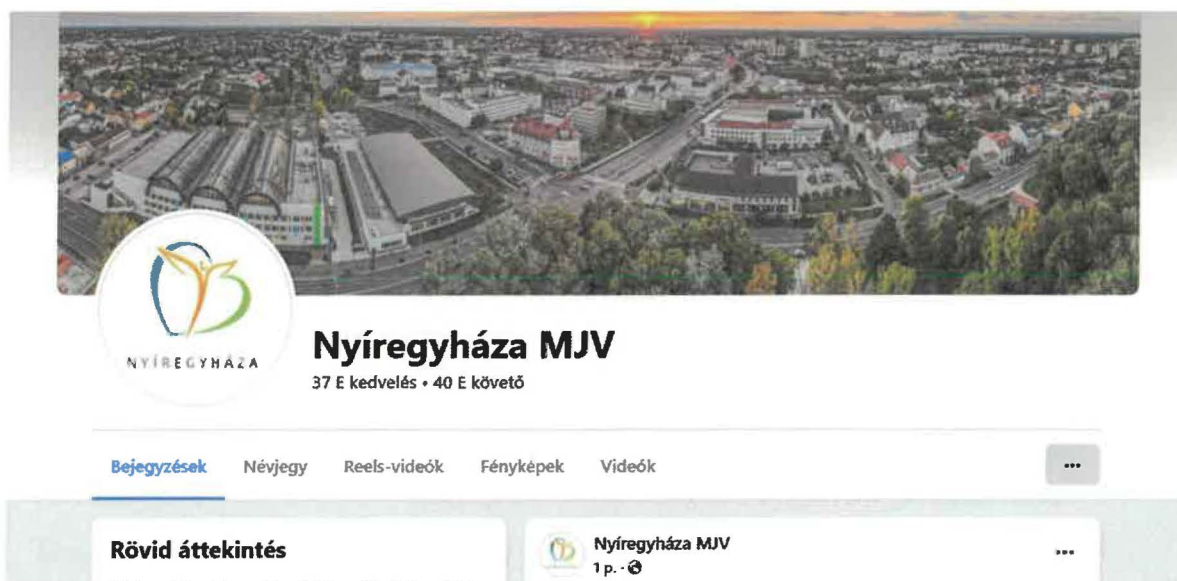 NYÍREGYHÁZA
Nyíregyháza MJV
37 E kedvelés • 40 E követő
Bejegyzések Névjegy Reels-videók Fényképek Videók
Rövid áttekintés
Nyíregyháza MJV
1 p. ·